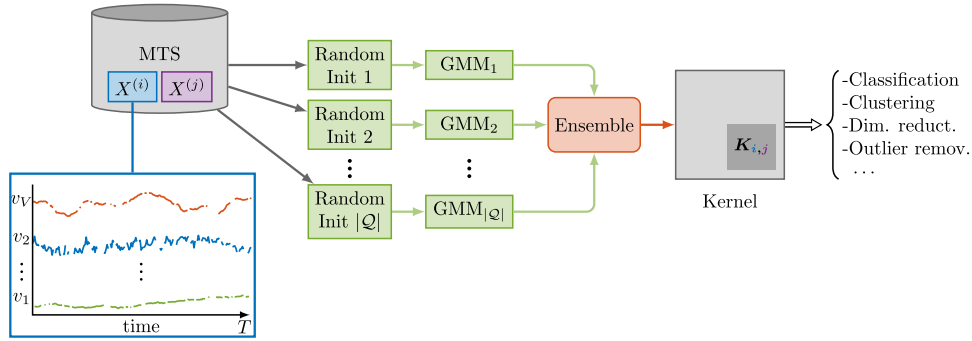 MTS
X^(i) X^(j)
Random
Init 1
GMM_1
Random
Init 2
GMM_2
Random
Init |𝒬|
GMM_|𝒬|
Ensemble
K_i,j
Kernel
-Classification
-Clustering
-Dim. reduct.
-Outlier remov.
...
v_V
v_2
v_1
time
T